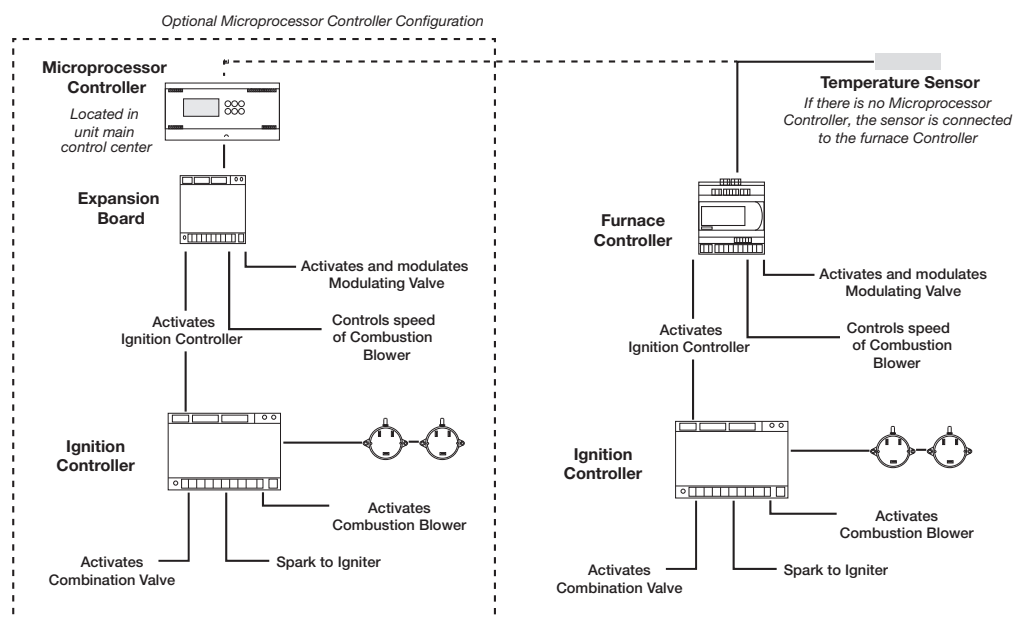 Optional Microprocessor Controller Configuration
Microprocessor
Controller
Located in
unit main
control center
Expansion
Board
Activates and modulates
Modulating Valve
Activates
Ignition Controller
Controls speed
of Combustion
Blower
Ignition
Controller
Activates
Combustion Blower
Activates
Combination Valve
Spark to Igniter
Temperature Sensor
If there is no Microprocessor
Controller, the sensor is connected
to the furnace Controller
Furnace
Controller
Activates and modulates
Modulating Valve
Activates
Ignition Controller
Controls speed
of Combustion
Blower
Ignition
Controller
Activates
Combustion Blower
Activates
Combination Valve
Spark to Igniter